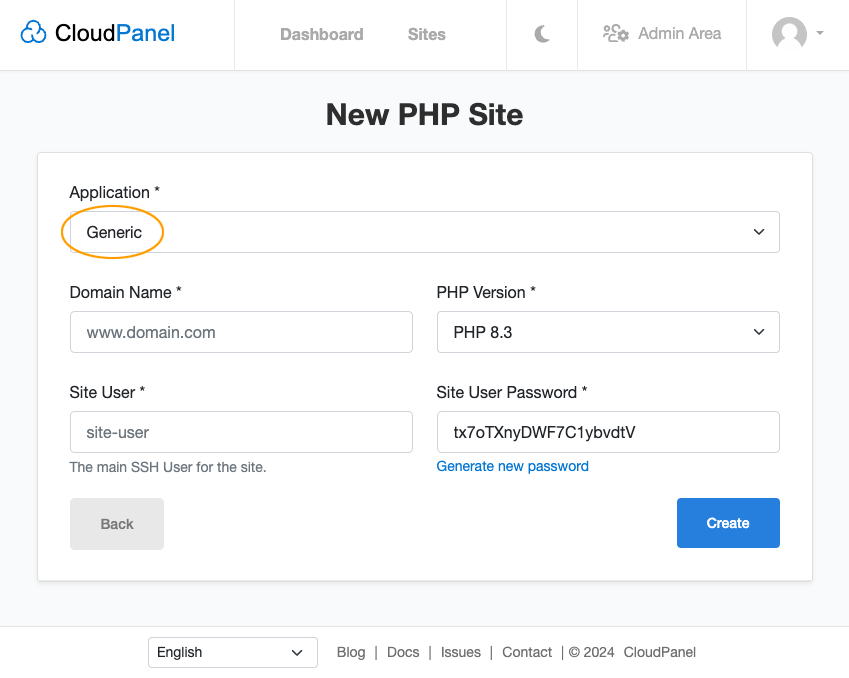 CloudPanel Dashboard Sites Admin Area
New PHP Site
Application *
Generic
Domain Name * PHP Version *
www.domain.com PHP 8.3
Site User * Site User Password *
site-user tx7oTXnyDWF7C1ybvdtV
The main SSH User for the site. Generate new password
Back Create
English Blog | Docs | Issues | Contact | © 2024 CloudPanel